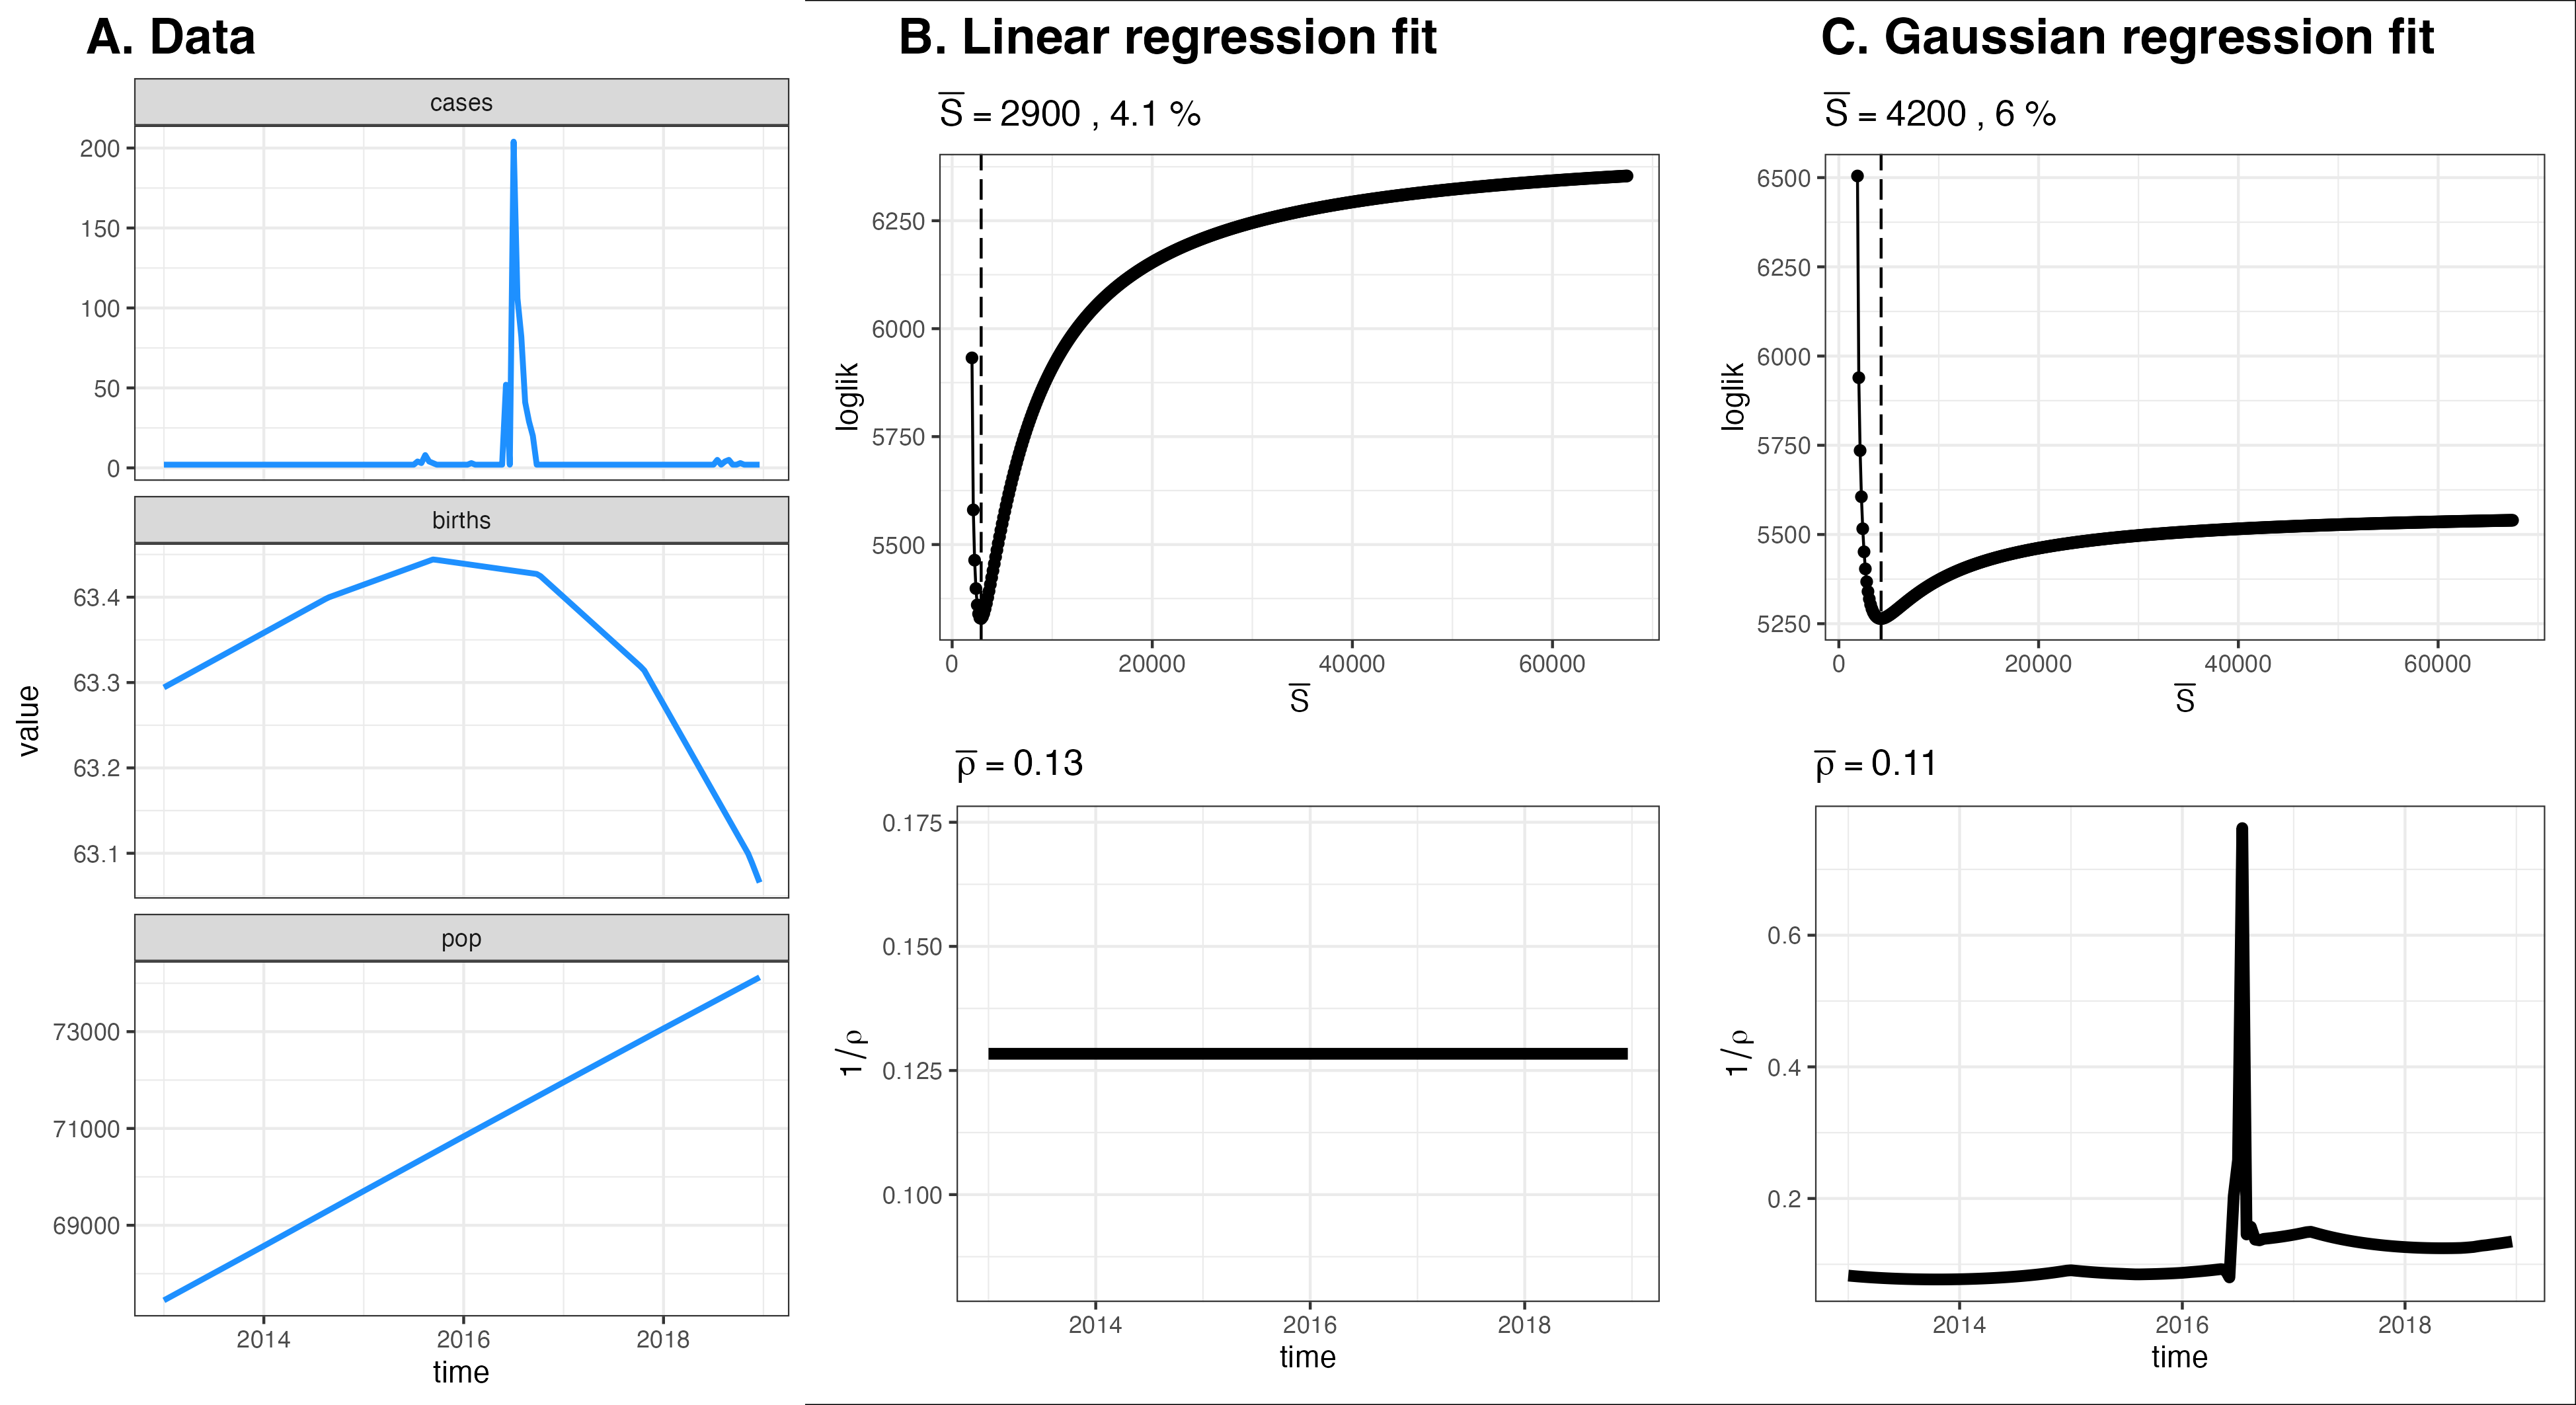 A. Data
cases
200
150
100
50
0
births
63.4
63.3
63.2
63.1
pop
73000
71000
69000
2014 2016 2018
time
value
B. Linear regression fit
S̅ = 2900 , 4.1 %
6250
6000
5750
5500
loglik
0 20000 40000 60000
S̅
ρ̅ = 0.13
0.175
0.150
0.125
0.100
1/ρ
2014 2016 2018
time
C. Gaussian regression fit
S̅ = 4200 , 6 %
6500
6250
6000
5750
5500
5250
loglik
0 20000 40000 60000
S̅
ρ̅ = 0.11
0.6
0.4
0.2
1/ρ
2014 2016 2018
time